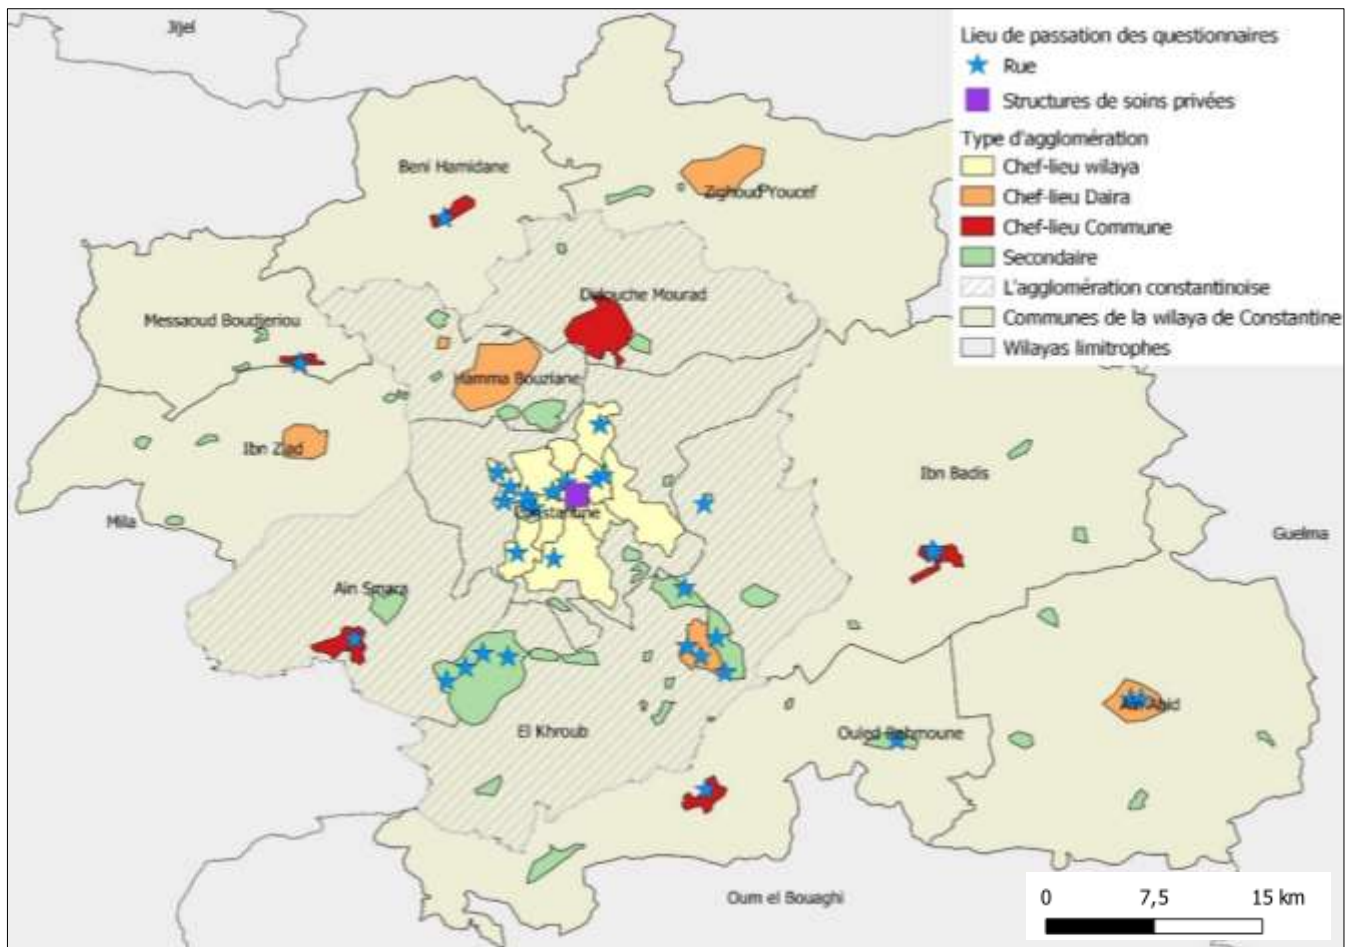 Jijel
Lieu de passation des questionnaires
Rue
Structures de soins privées
Type d'agglomération
Chef-lieu wilaya
Chef-lieu Daira
Chef-lieu Commune
Secondaire
L'agglomération constantinoise
Communes de la wilaya de Constantine
Wilayas limitrophes
Beni Hamidane
Zighoud Youcef
Didouche Mourad
Messaoud Boudjeriou
Hamma Bouziane
Ibn Ziad
Ibn Badis
Mila
Constantine
Guelma
Ain Smara
Ain Abid
El Khroub
Ouled Rahmoune
Oum el Bouaghi
0 7,5 15 km